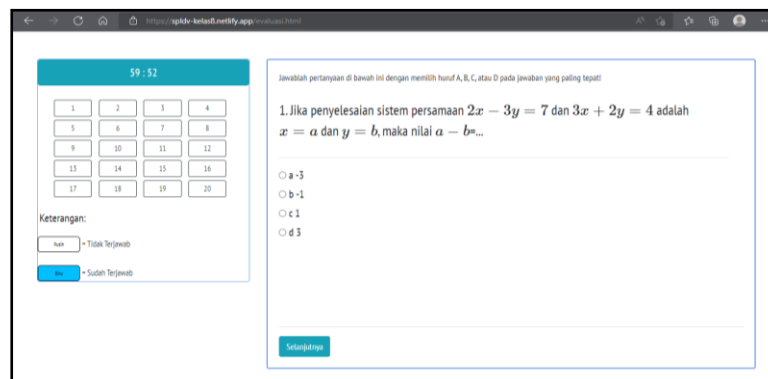 https://spldv-kelas8.netlify.app/evaluasi.html
59 : 52
1 2 3 4
5 6 7 8
9 10 11 12
13 14 15 16
17 18 19 20
Keterangan:
= Tidak Terjawab
Biru = Sudah Terjawab
Jawablah pertanyaan di bawah ini dengan memilih huruf A, B, C, atau D pada jawaban yang paling tepat!
1. Jika penyelesaian sistem persamaan 2x − 3y = 7 dan 3x + 2y = 4 adalah
x = a dan y = b, maka nilai a − b=...
a -3
b -1
c 1
d 3
Selanjutnya